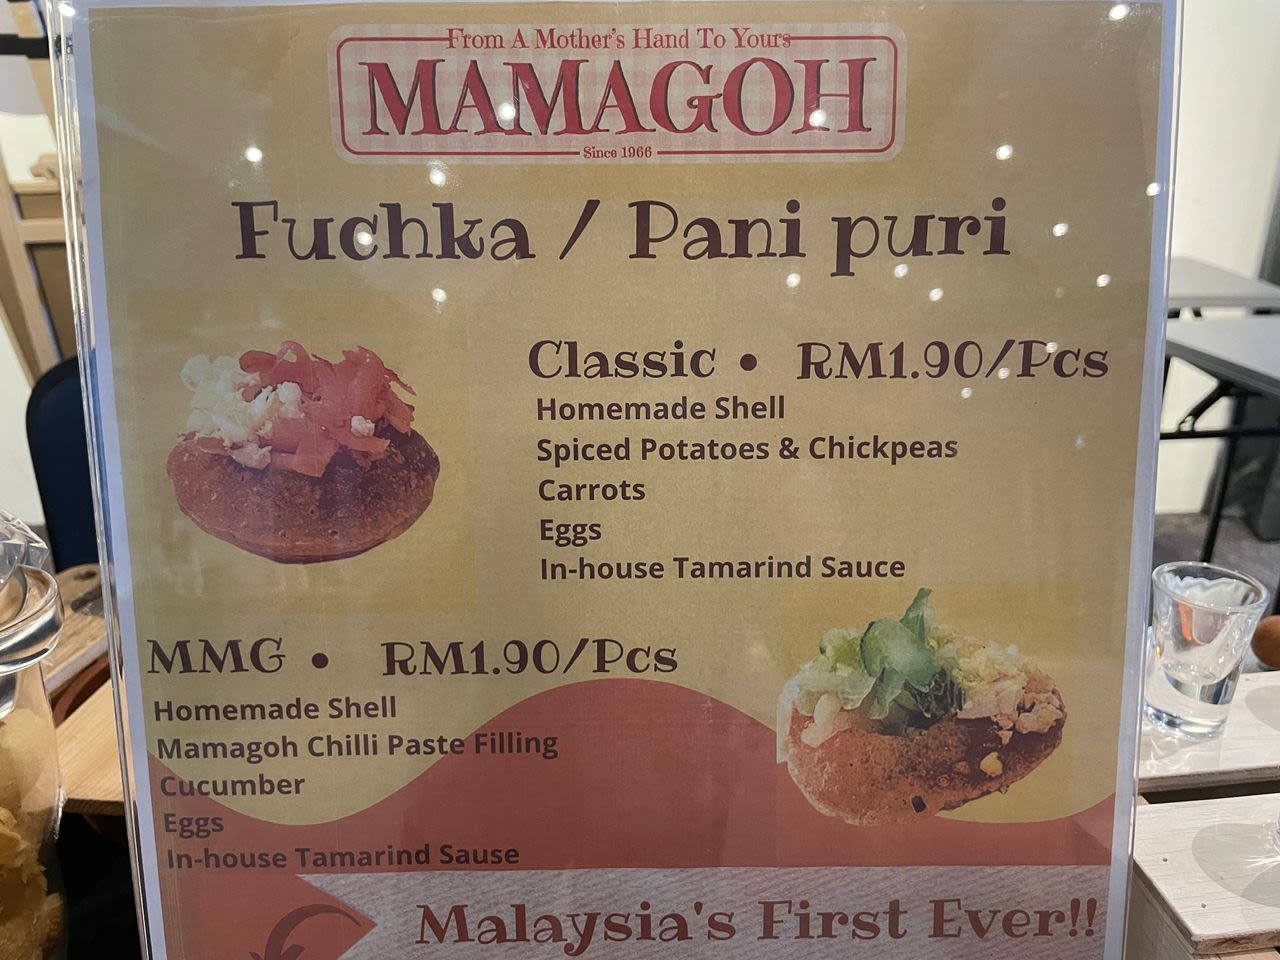 From A Mother's Hand To Yours
MAMAGOH
Since 1966
Fuchka / Pani puri
Classic • RM1.90/Pcs
Homemade Shell
Spiced Potatoes & Chickpeas
Carrots
Eggs
In-house Tamarind Sauce
MMG • RM1.90/Pcs
Homemade Shell
Mamagoh Chilli Paste Filling
Cucumber
Eggs
In-house Tamarind Sause
Malaysia's First Ever!!